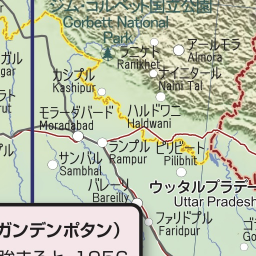 ム・コルベット国立公園
Corbett National
Park
ラニケト
Ranikhet
アールモラ
Almora
カシプル
Kashipur
ナイニータール
Naini Tal
モラーダバード
Moradabad
ハルドワニ
Haldwani
ランプル
Rampur
ピリビート
Pilibhit
サンバル
Sambhal
バレーリ
Bareilly
ウッタルプラデー
Uttar Pradesh
ファリドプル
Faridpur
ガンデンポタン）